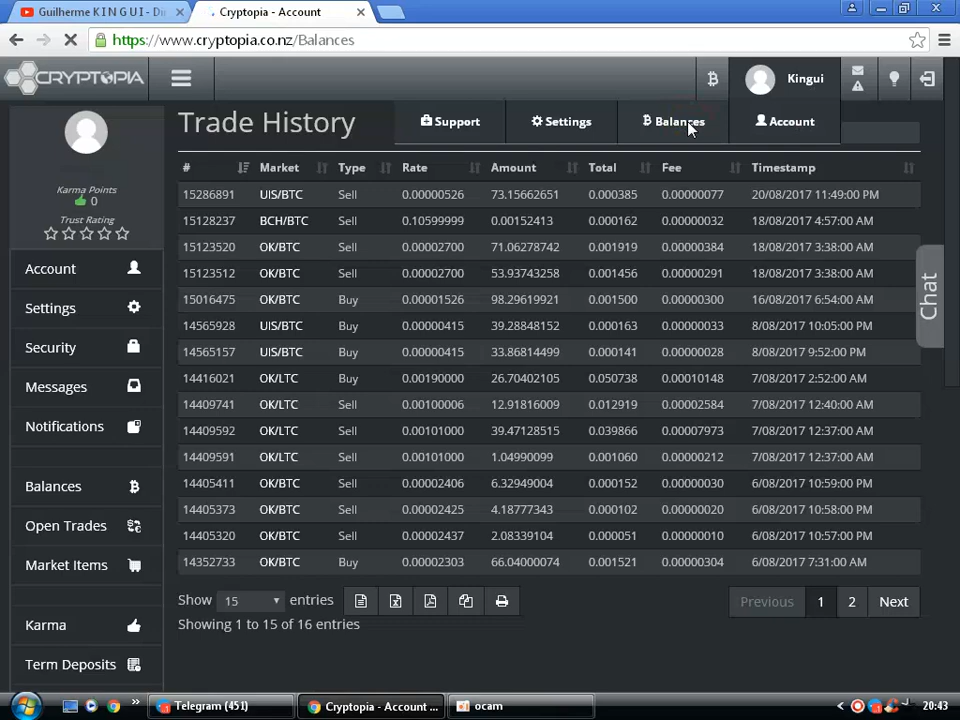 Guilherme K I N G U I - Di
Cryptopia - Account
https://www.cryptopia.co.nz/Balances
CRYPTOPIA
Kingui
Support
Settings
Balances
Account
Karma Points
0
Trust Rating
Account
Settings
Security
Messages
Notifications
Balances
Open Trades
Market Items
Karma
Term Deposits
Trade History
# Market Type Rate Amount Total Fee Timestamp
15286891 UIS/BTC Sell 0.00000526 73.15662651 0.000385 0.00000077 20/08/2017 11:49:00 PM
15128237 BCH/BTC Sell 0.10599999 0.00152413 0.000162 0.00000032 18/08/2017 4:57:00 AM
15123520 OK/BTC Sell 0.00002700 71.06278742 0.001919 0.00000384 18/08/2017 3:38:00 AM
15123512 OK/BTC Sell 0.00002700 53.93743258 0.001456 0.00000291 18/08/2017 3:38:00 AM
15016475 OK/BTC Buy 0.00001526 98.29619921 0.001500 0.00000300 16/08/2017 6:54:00 AM
14565928 UIS/BTC Buy 0.00000415 39.28848152 0.000163 0.00000033 8/08/2017 10:05:00 PM
14565157 UIS/BTC Buy 0.00000415 33.86814499 0.000141 0.00000028 8/08/2017 9:52:00 PM
14416021 OK/LTC Buy 0.00190000 26.70402105 0.050738 0.00010148 7/08/2017 2:52:00 AM
14409741 OK/LTC Sell 0.00100006 12.91816009 0.012919 0.00002584 7/08/2017 12:40:00 AM
14409592 OK/LTC Sell 0.00101000 39.47128515 0.039866 0.00007973 7/08/2017 12:37:00 AM
14409591 OK/LTC Sell 0.00101000 1.04990099 0.001060 0.00000212 7/08/2017 12:37:00 AM
14405411 OK/BTC Sell 0.00002406 6.32949004 0.000152 0.00000030 6/08/2017 10:59:00 PM
14405373 OK/BTC Sell 0.00002425 4.18777343 0.000102 0.00000020 6/08/2017 10:58:00 PM
14405320 OK/BTC Sell 0.00002437 2.08339104 0.000051 0.00000010 6/08/2017 10:57:00 PM
14352733 OK/BTC Buy 0.00002304 66.04000074 0.001521 0.00000304 6/08/2017 7:31:00 AM
Show 15 entries
Previous 1 2 Next
Showing 1 to 15 of 16 entries
Chat
Telegram (451)
Cryptopia - Account ...
ocam
20:43